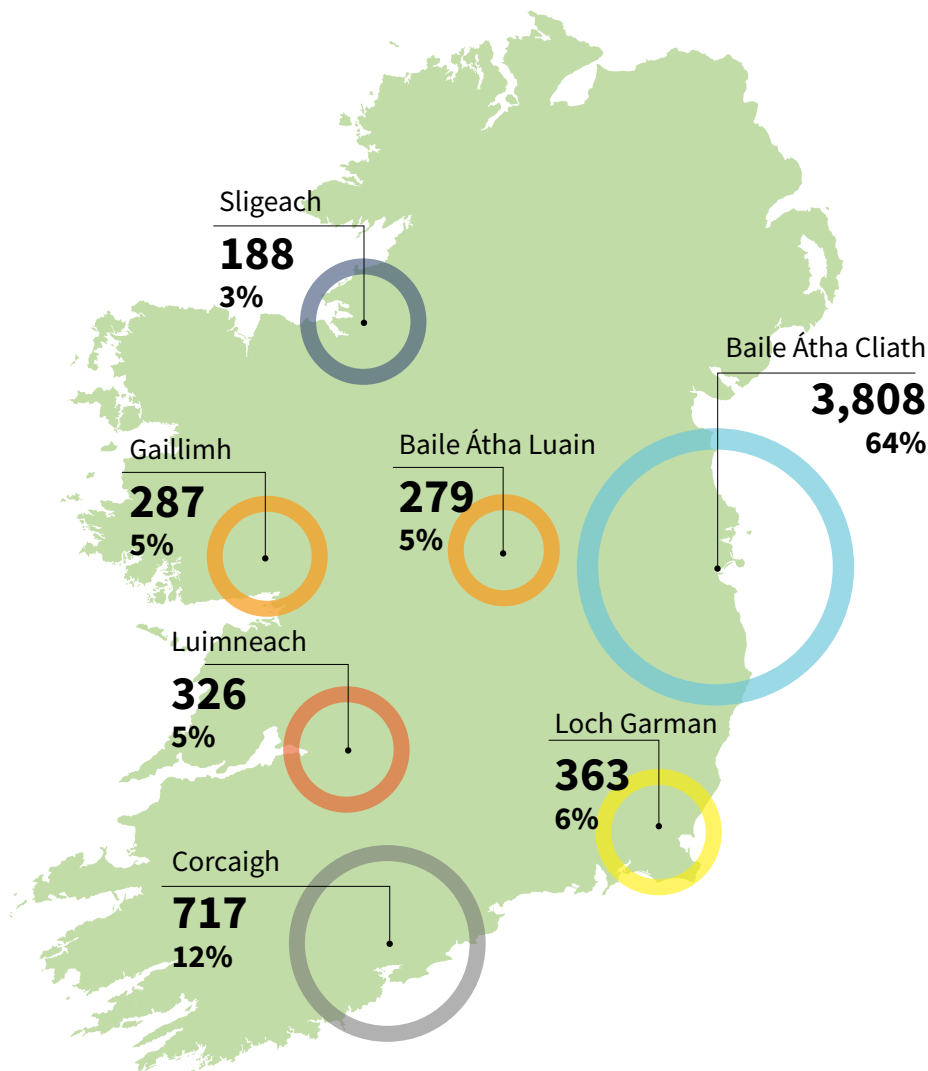 Sligeach
188
3%
Baile Átha Cliath
3,808
64%
Gaillimh
287
5%
Baile Átha Luain
279
5%
Luimneach
326
5%
Loch Garman
363
6%
Corcaigh
717
12%